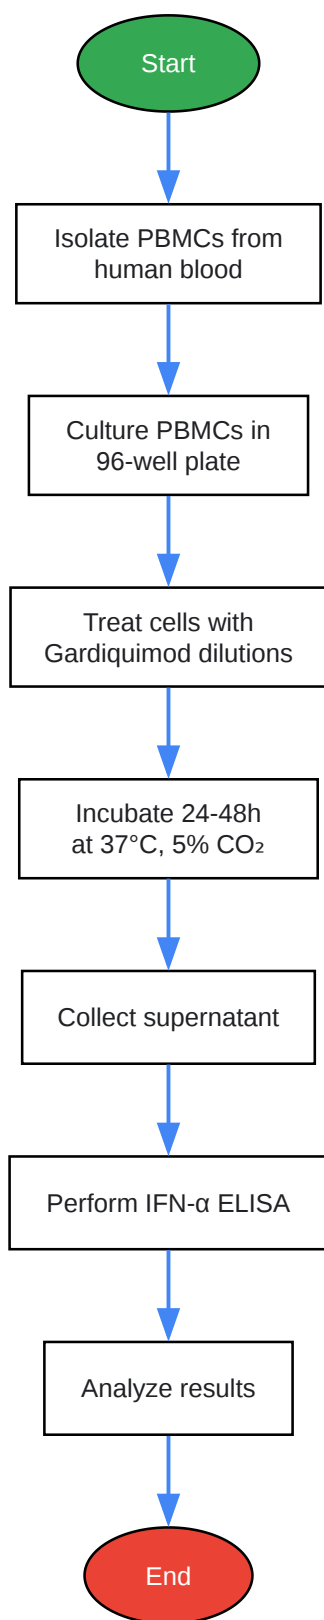 Start
Isolate PBMCs from
human blood
Culture PBMCs in
96-well plate
Treat cells with
Gardiquimod dilutions
Incubate 24-48h
at 37°C, 5% CO₂
Collect supernatant
Perform IFN-α ELISA
Analyze results
End